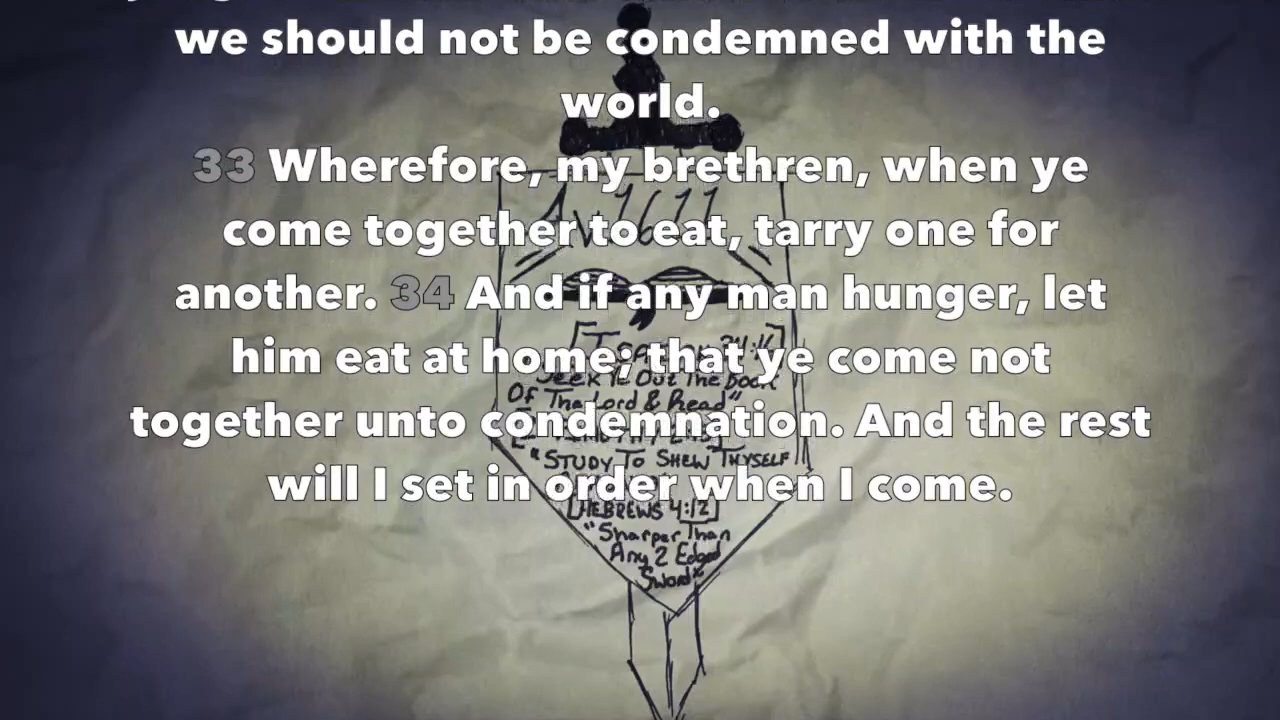 we should not be condemned with the
world.
33 Wherefore, my brethren, when ye
come together to eat, tarry one for
another. 34 And if any man hunger, let
him eat at home; that ye come not
together unto condemnation. And the rest
will I set in order when I come.
AV1611
Seek Ye Out The Book
Of The Lord & Read"
"STUDY TO SHEW THYSELF
[HEBREWS 4:12]
"Sharper Than
Any 2 Edged
Sword"